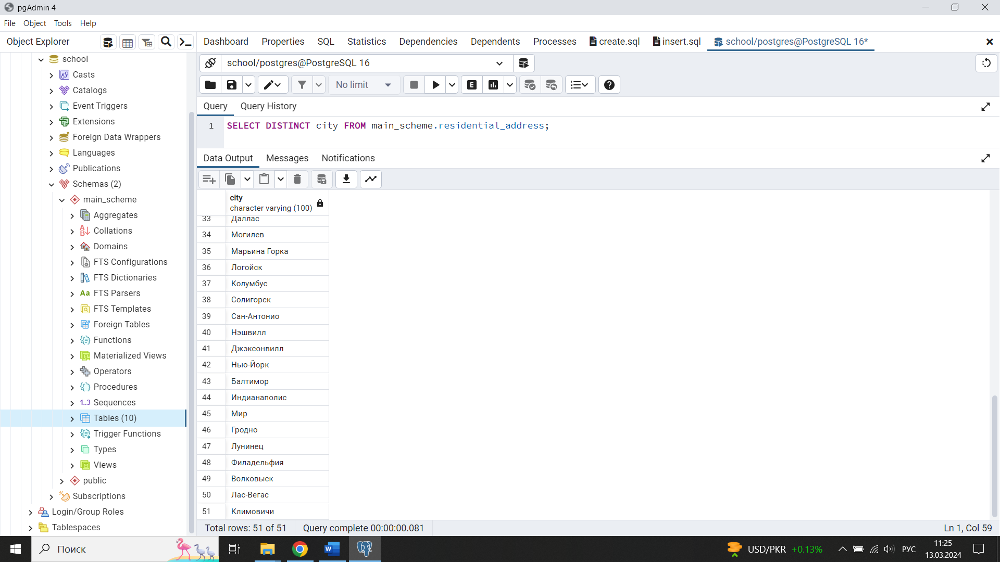 pgAdmin 4
File Object Tools Help
Object Explorer
Dashboard Properties SQL Statistics Dependencies Dependents Processes create.sql insert.sql school/postgres@PostgreSQL 16*
school
Casts
Catalogs
Event Triggers
Extensions
Foreign Data Wrappers
Languages
Publications
Schemas (2)
main_scheme
Aggregates
Collations
Domains
FTS Configurations
FTS Dictionaries
Aa FTS Parsers
FTS Templates
Foreign Tables
Functions
Materialized Views
Operators
Procedures
1..3 Sequences
Tables (10)
Trigger Functions
Types
Views
public
Subscriptions
Login/Group Roles
Tablespaces
school/postgres@PostgreSQL 16
No limit
E
Query Query History
1 SELECT DISTINCT city FROM main_scheme.residential_address;
Data Output Messages Notifications
city
character varying (100)
33 Даллас
34 Могилев
35 Марьина Горка
36 Логойск
37 Колумбус
38 Солигорск
39 Сан-Антонио
40 Нэшвилл
41 Джэксонвилл
42 Нью-Йорк
43 Балтимор
44 Индианаполис
45 Мир
46 Гродно
47 Лунинец
48 Филадельфия
49 Волковыск
50 Лас-Вегас
51 Климовичи
Total rows: 51 of 51 Query complete 00:00:00.081 Ln 1, Col 59
Поиск
USD/PKR +0.13%
РУС
11:25
13.03.2024